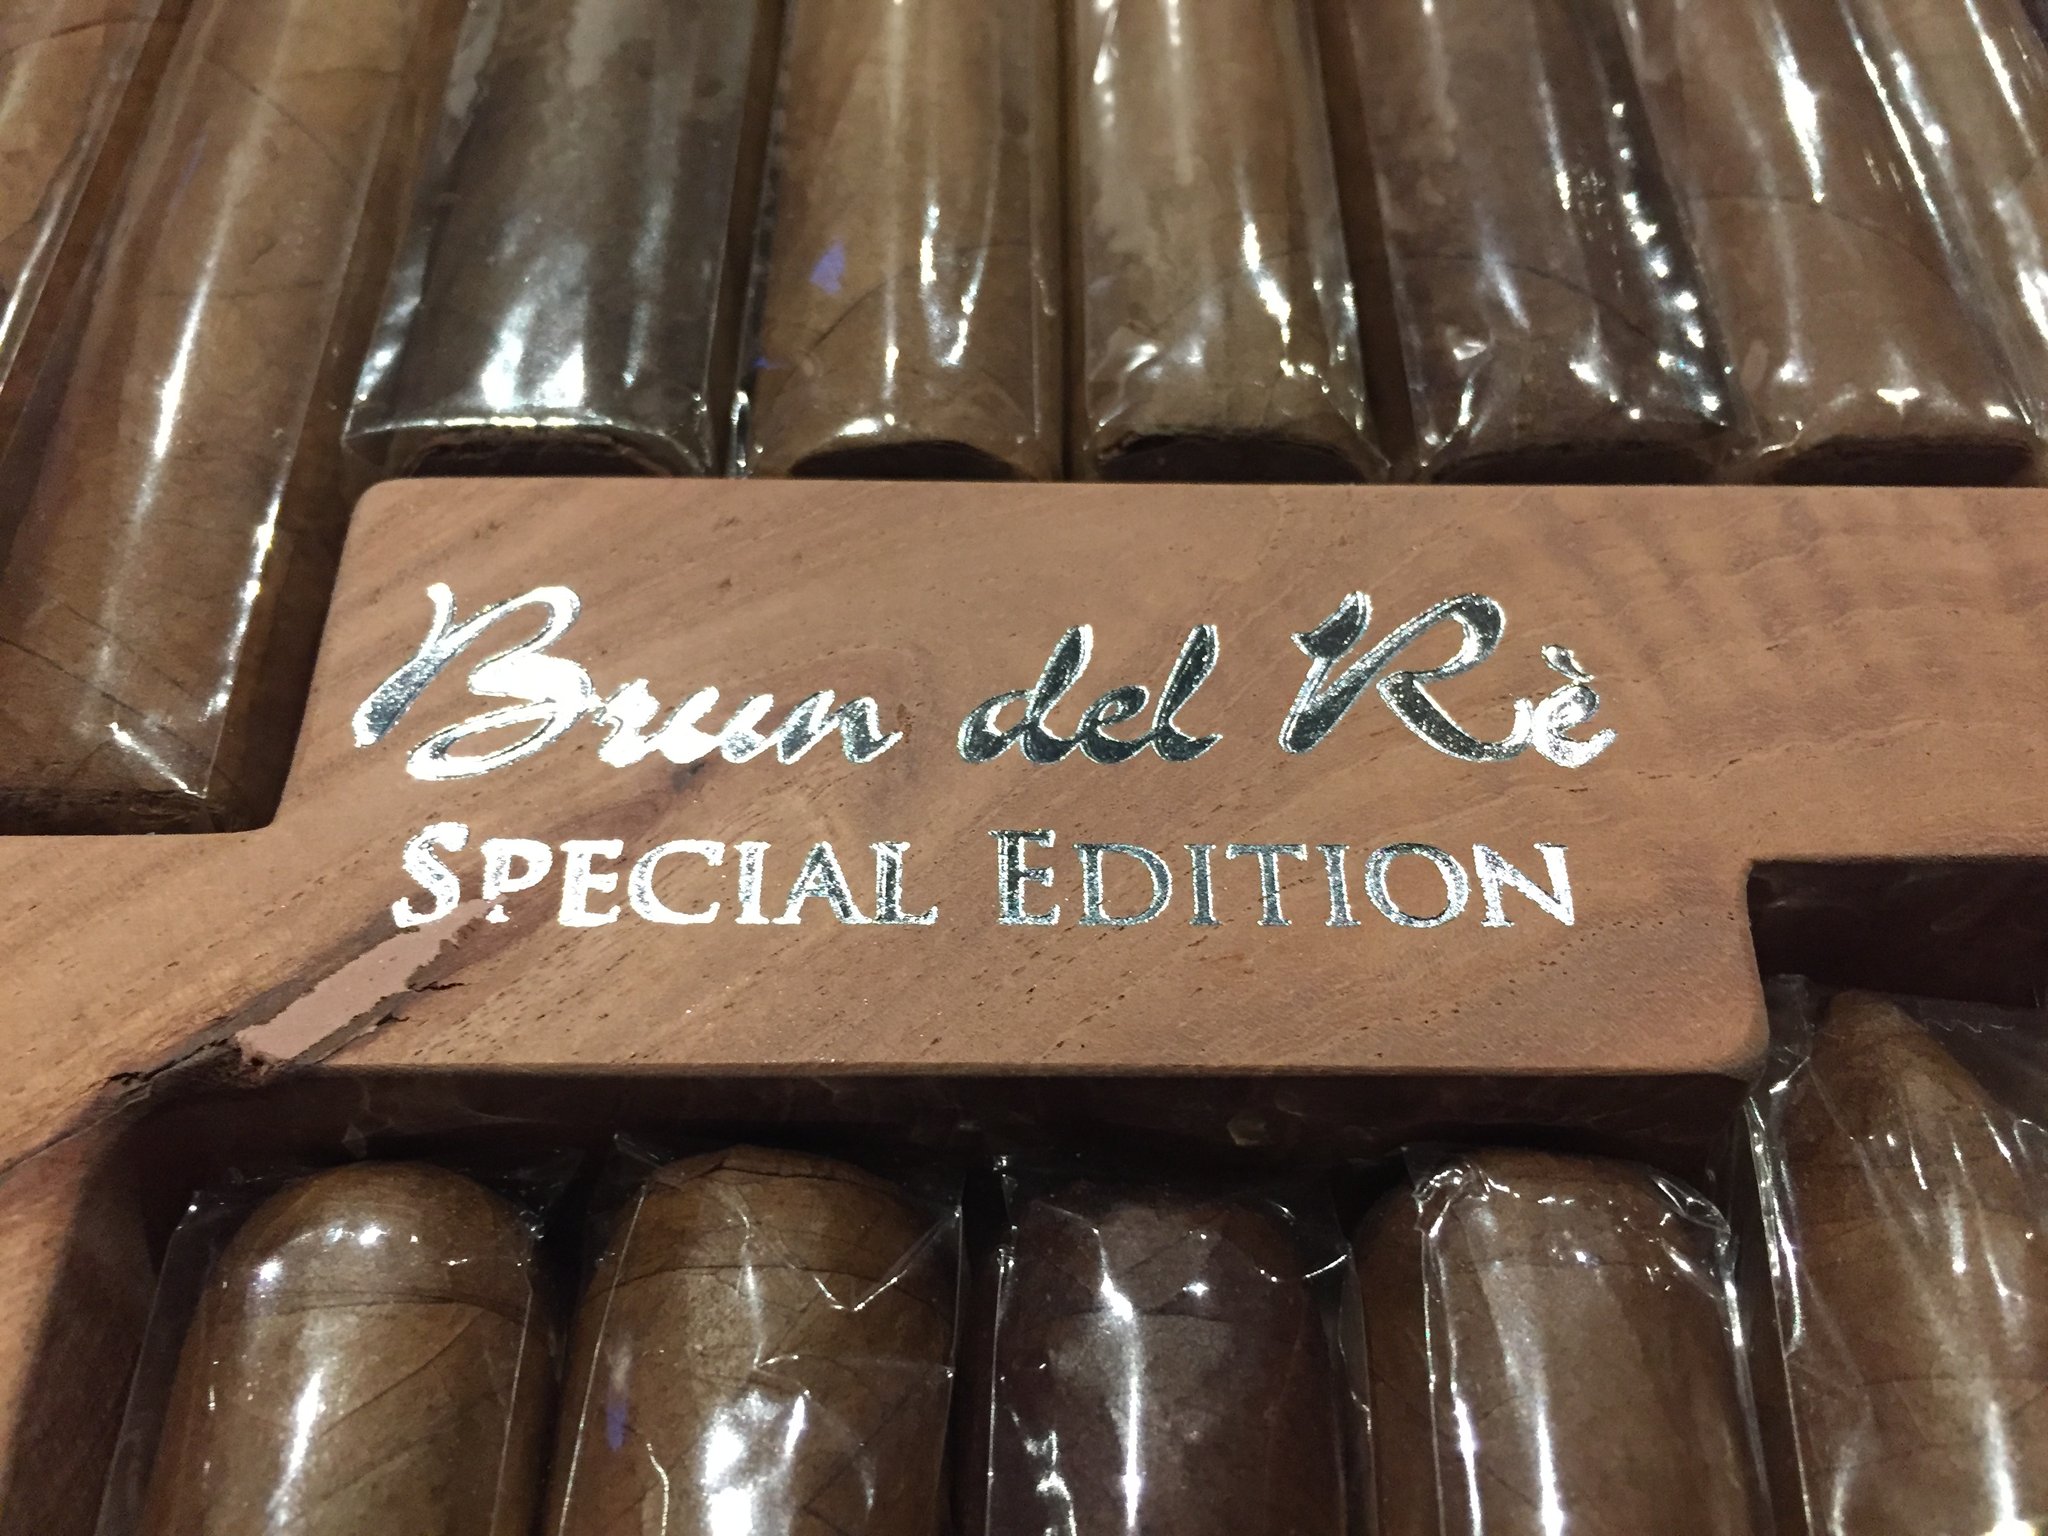 Brun del Rè
SPECIAL EDITION